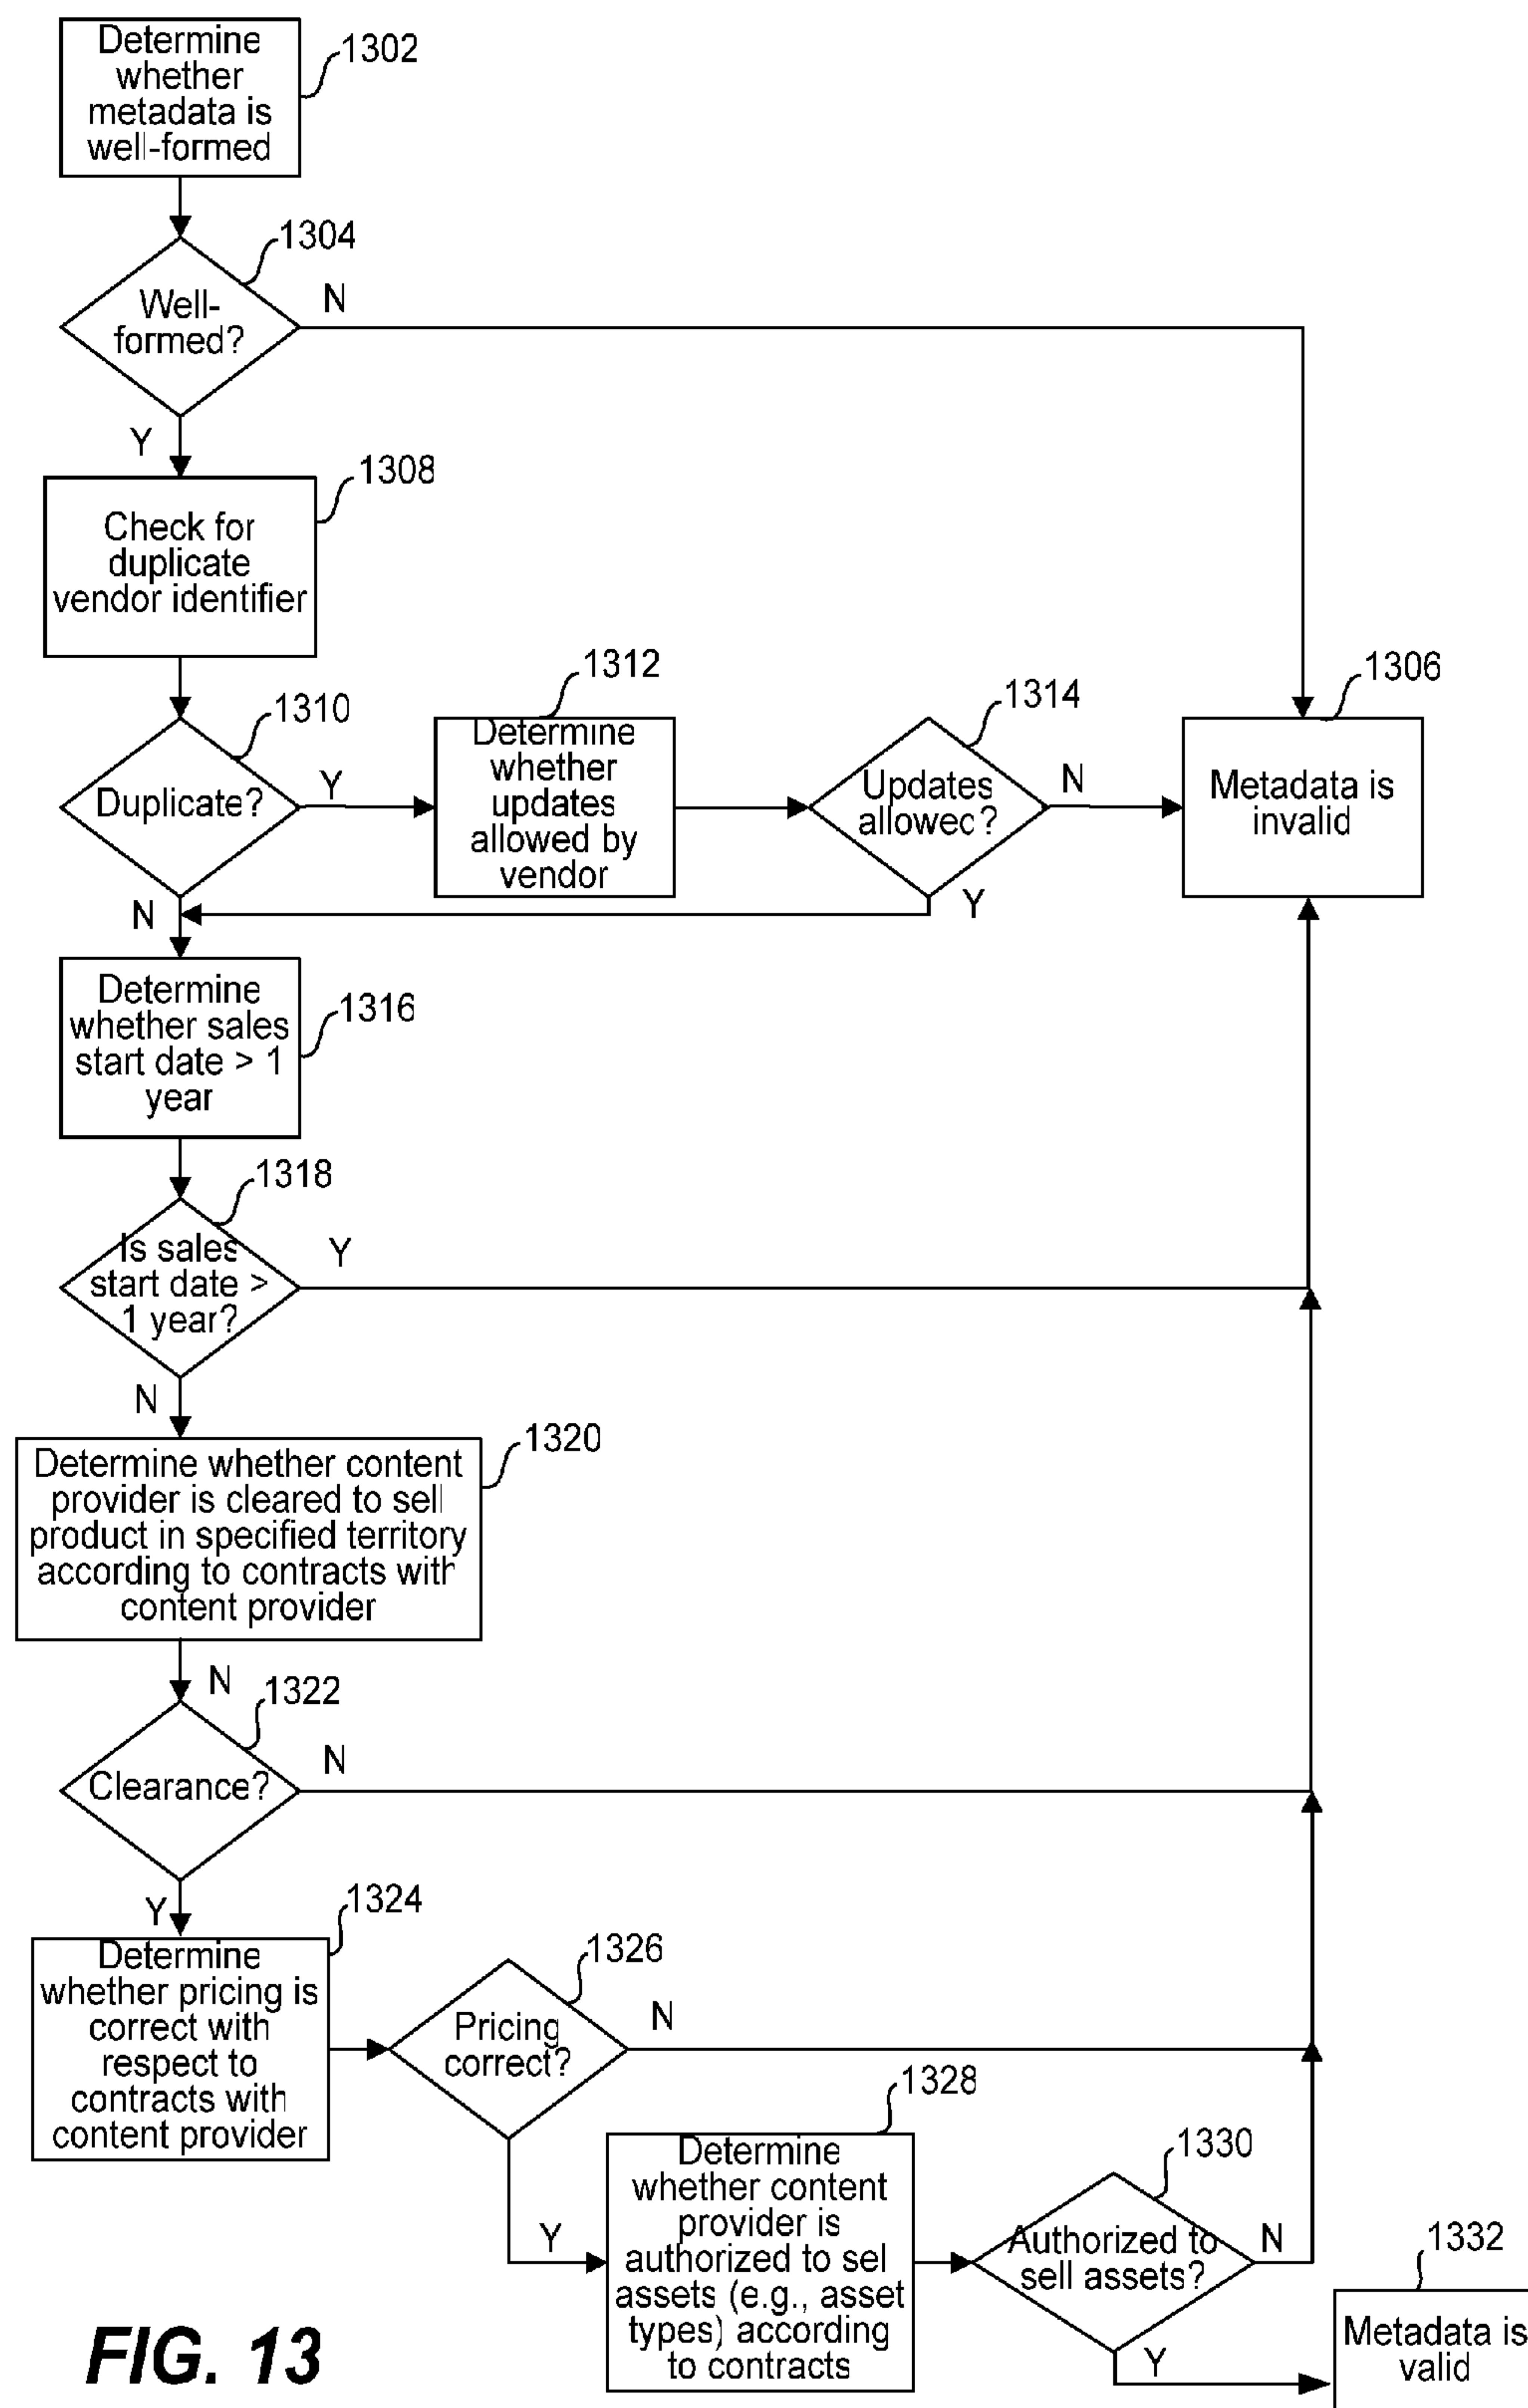 Determine
whether
metadata is
well-formed
1302
1304
Well-
formed?
N
Y
1308
Check for
duplicate
vendor identifier
1310
Duplicate?
Y
N
1312
Determine
whether
updates
allowed by
vendor
1314
Updates
allowed?
N
Y
1306
Metadata is
invalid
Determine
whether sales
start date > 1
year
1316
1318
Is sales
start date >
1 year?
Y
N
1320
Determine whether content
provider is cleared to sell
product in specified territory
according to contracts with
content provider
N
1322
Clearance?
N
Y
1324
Determine
whether pricing is
correct with
respect to
contracts with
content provider
1326
Pricing
correct?
N
Y
1328
Determine
whether content
provider is
authorized to sel
assets (e.g., asset
types) according
to contracts
1330
Authorized to
sell assets?
N
Y
1332
Metadata is
valid
FIG. 13